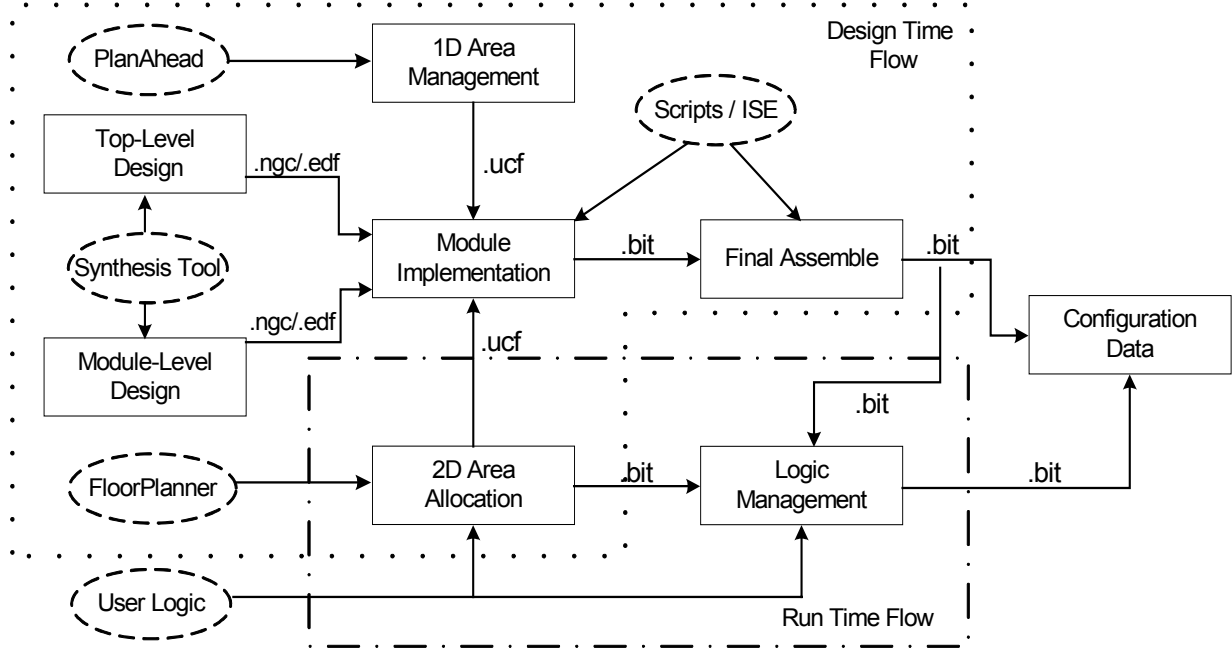 Design Time
Flow
PlanAhead
1D Area
Management
Scripts / ISE
Top-Level
Design
.ngc/.edf
.ucf
Synthesis Tool
Module
Implementation
.bit
Final Assemble
.bit
.ngc/.edf
Module-Level
Design
.ucf
Configuration
Data
.bit
FloorPlanner
2D Area
Allocation
.bit
Logic
Management
.bit
User Logic
Run Time Flow